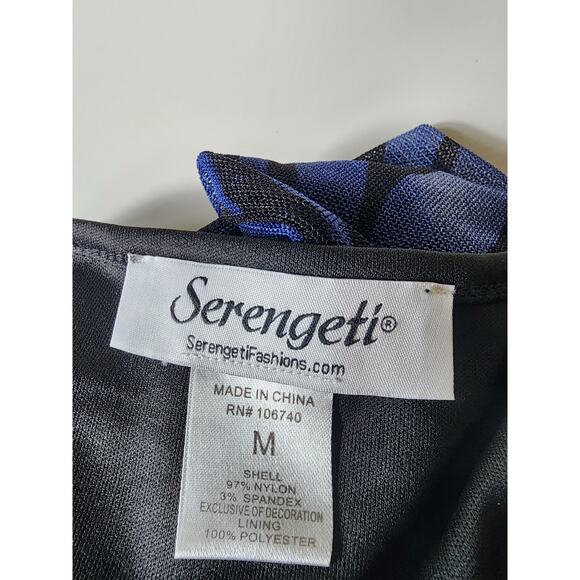 Serengeti®
SerengetiFashions.com
MADE IN CHINA
RN# 106740
M
SHELL
97% NYLON
3% SPANDEX
EXCLUSIVE OF DECORATION
LINING
100% POLYESTER